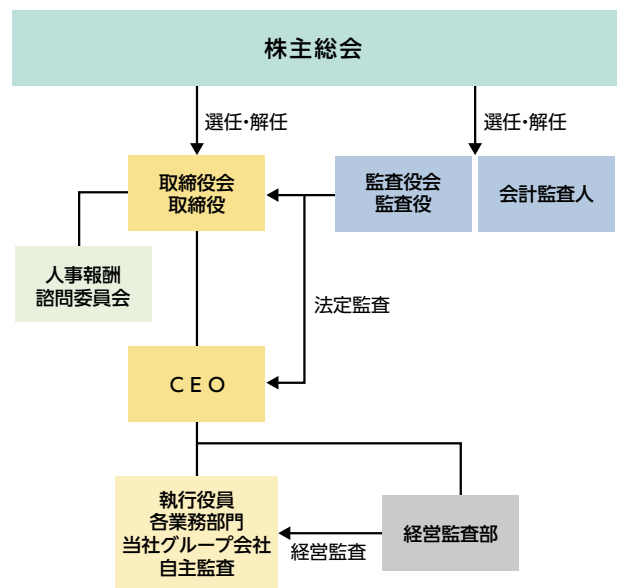 株主総会
選任・解任
選任・解任
取締役会
取締役
監査役会
監査役
会計監査人
人事報酬
諮問委員会
法定監査
CEO
執行役員
各業務部門
当社グループ会社
自主監査
経営監査
経営監査部